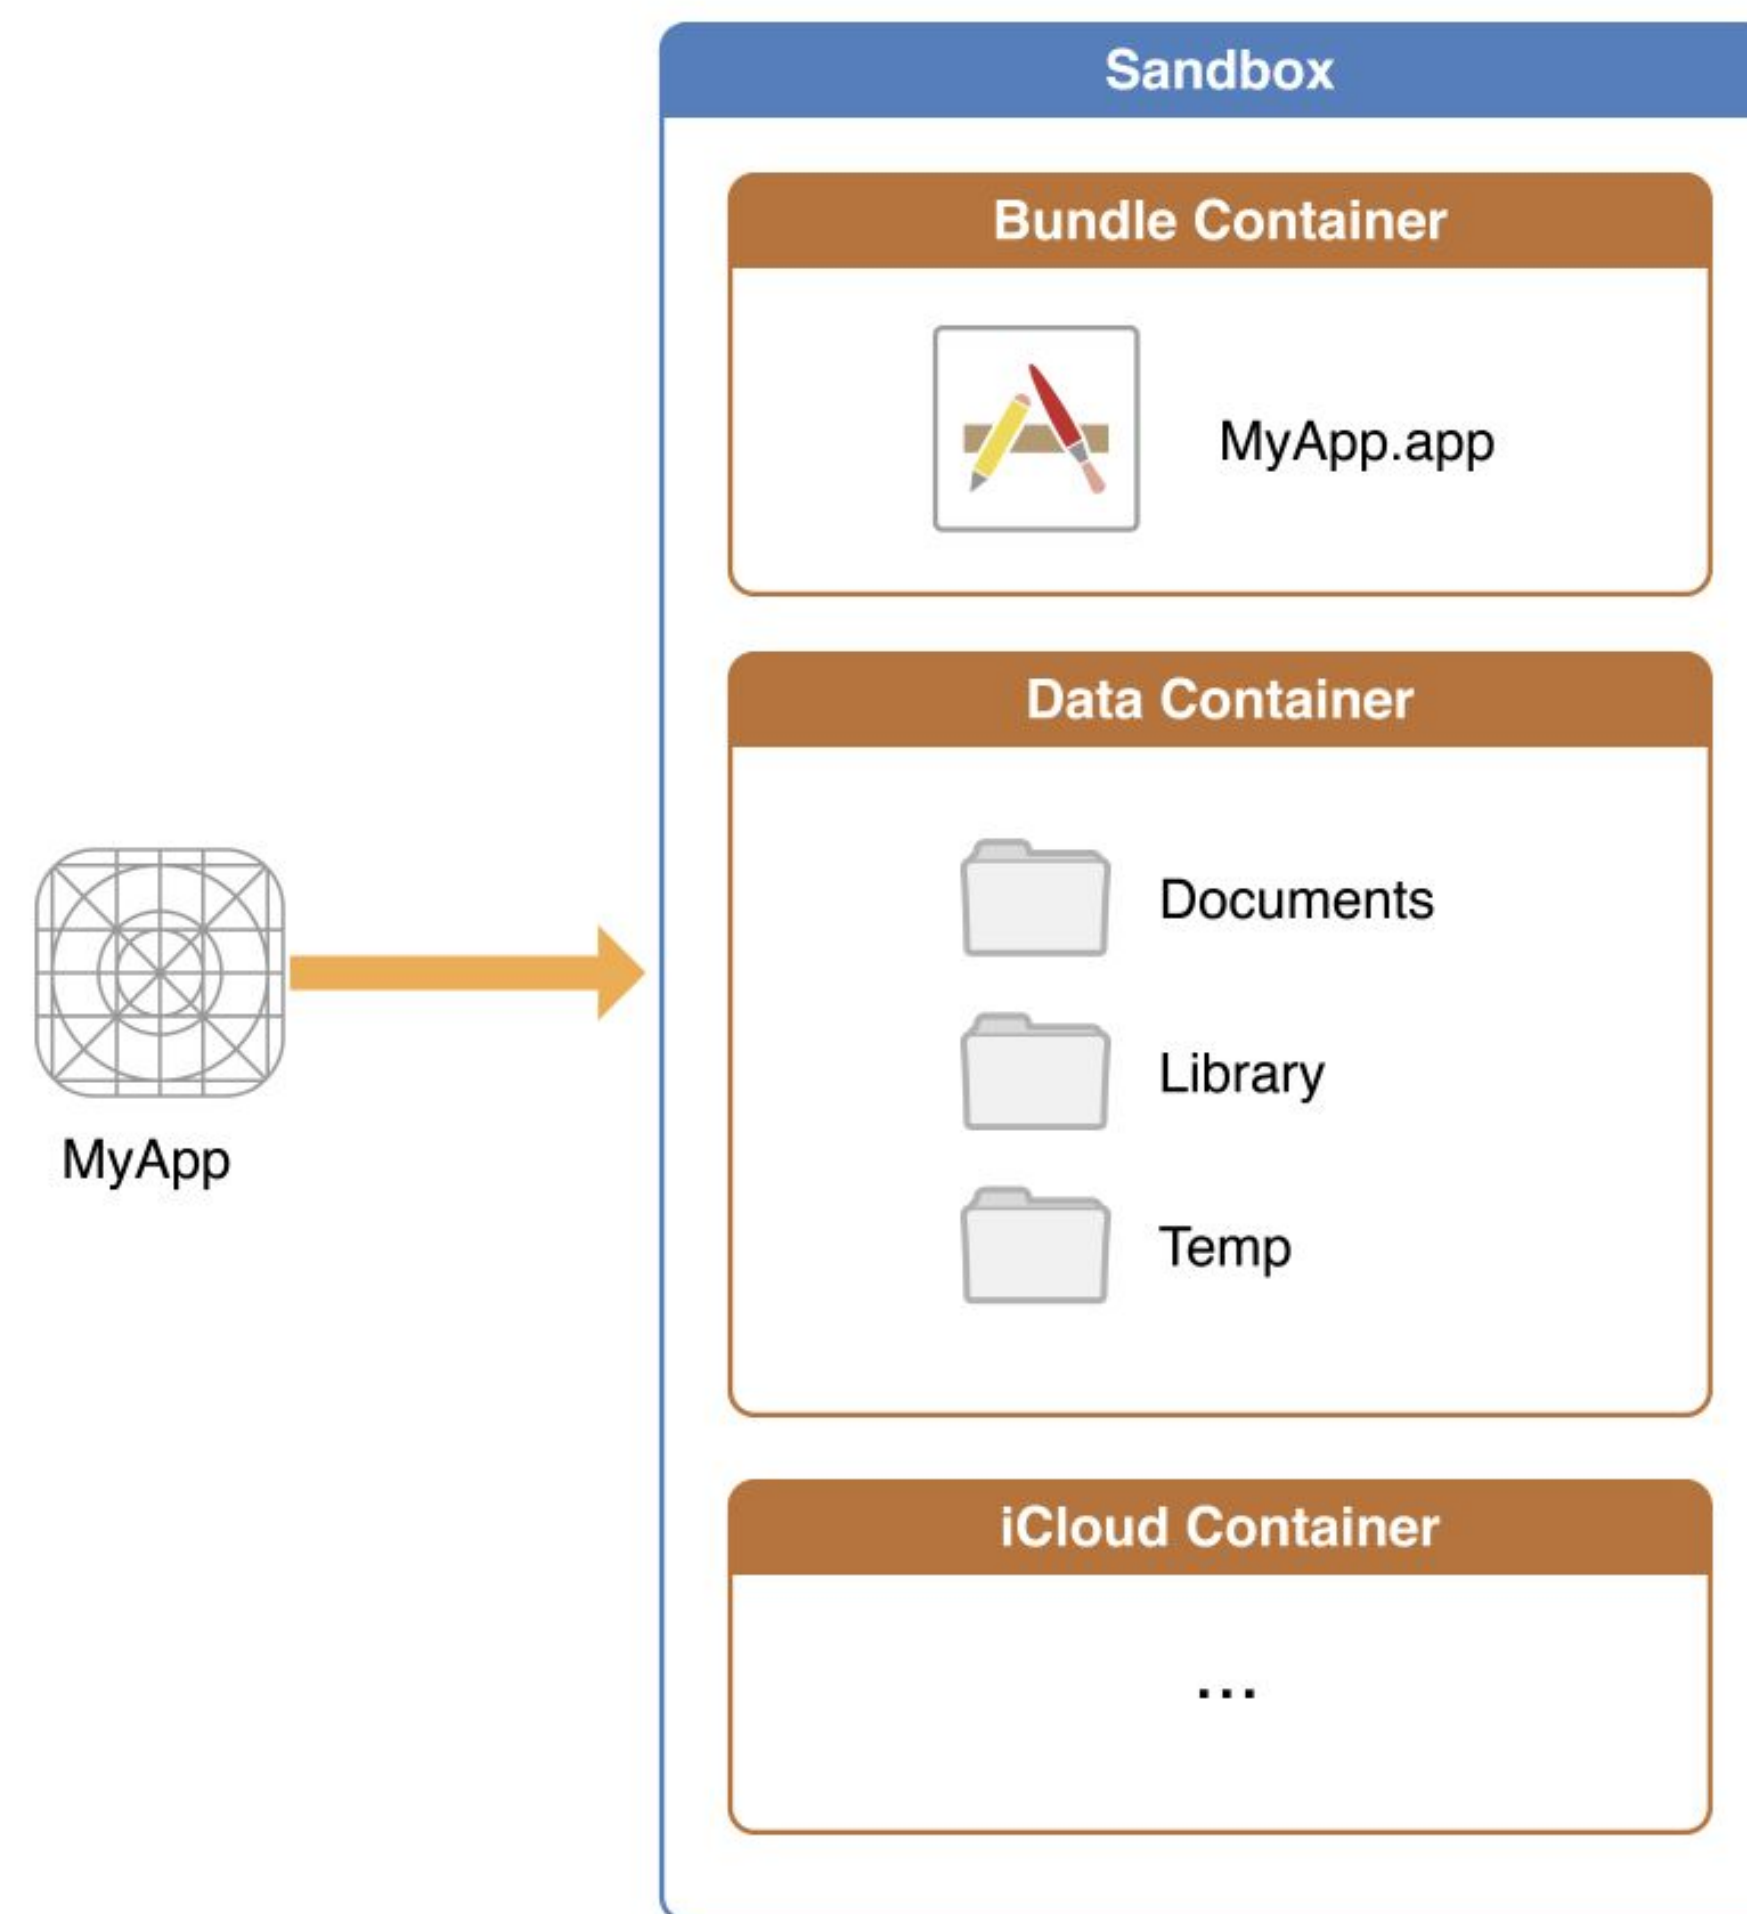 Sandbox
Bundle Container
MyApp.app
Data Container
Documents
Library
Temp
MyApp
iCloud Container
...